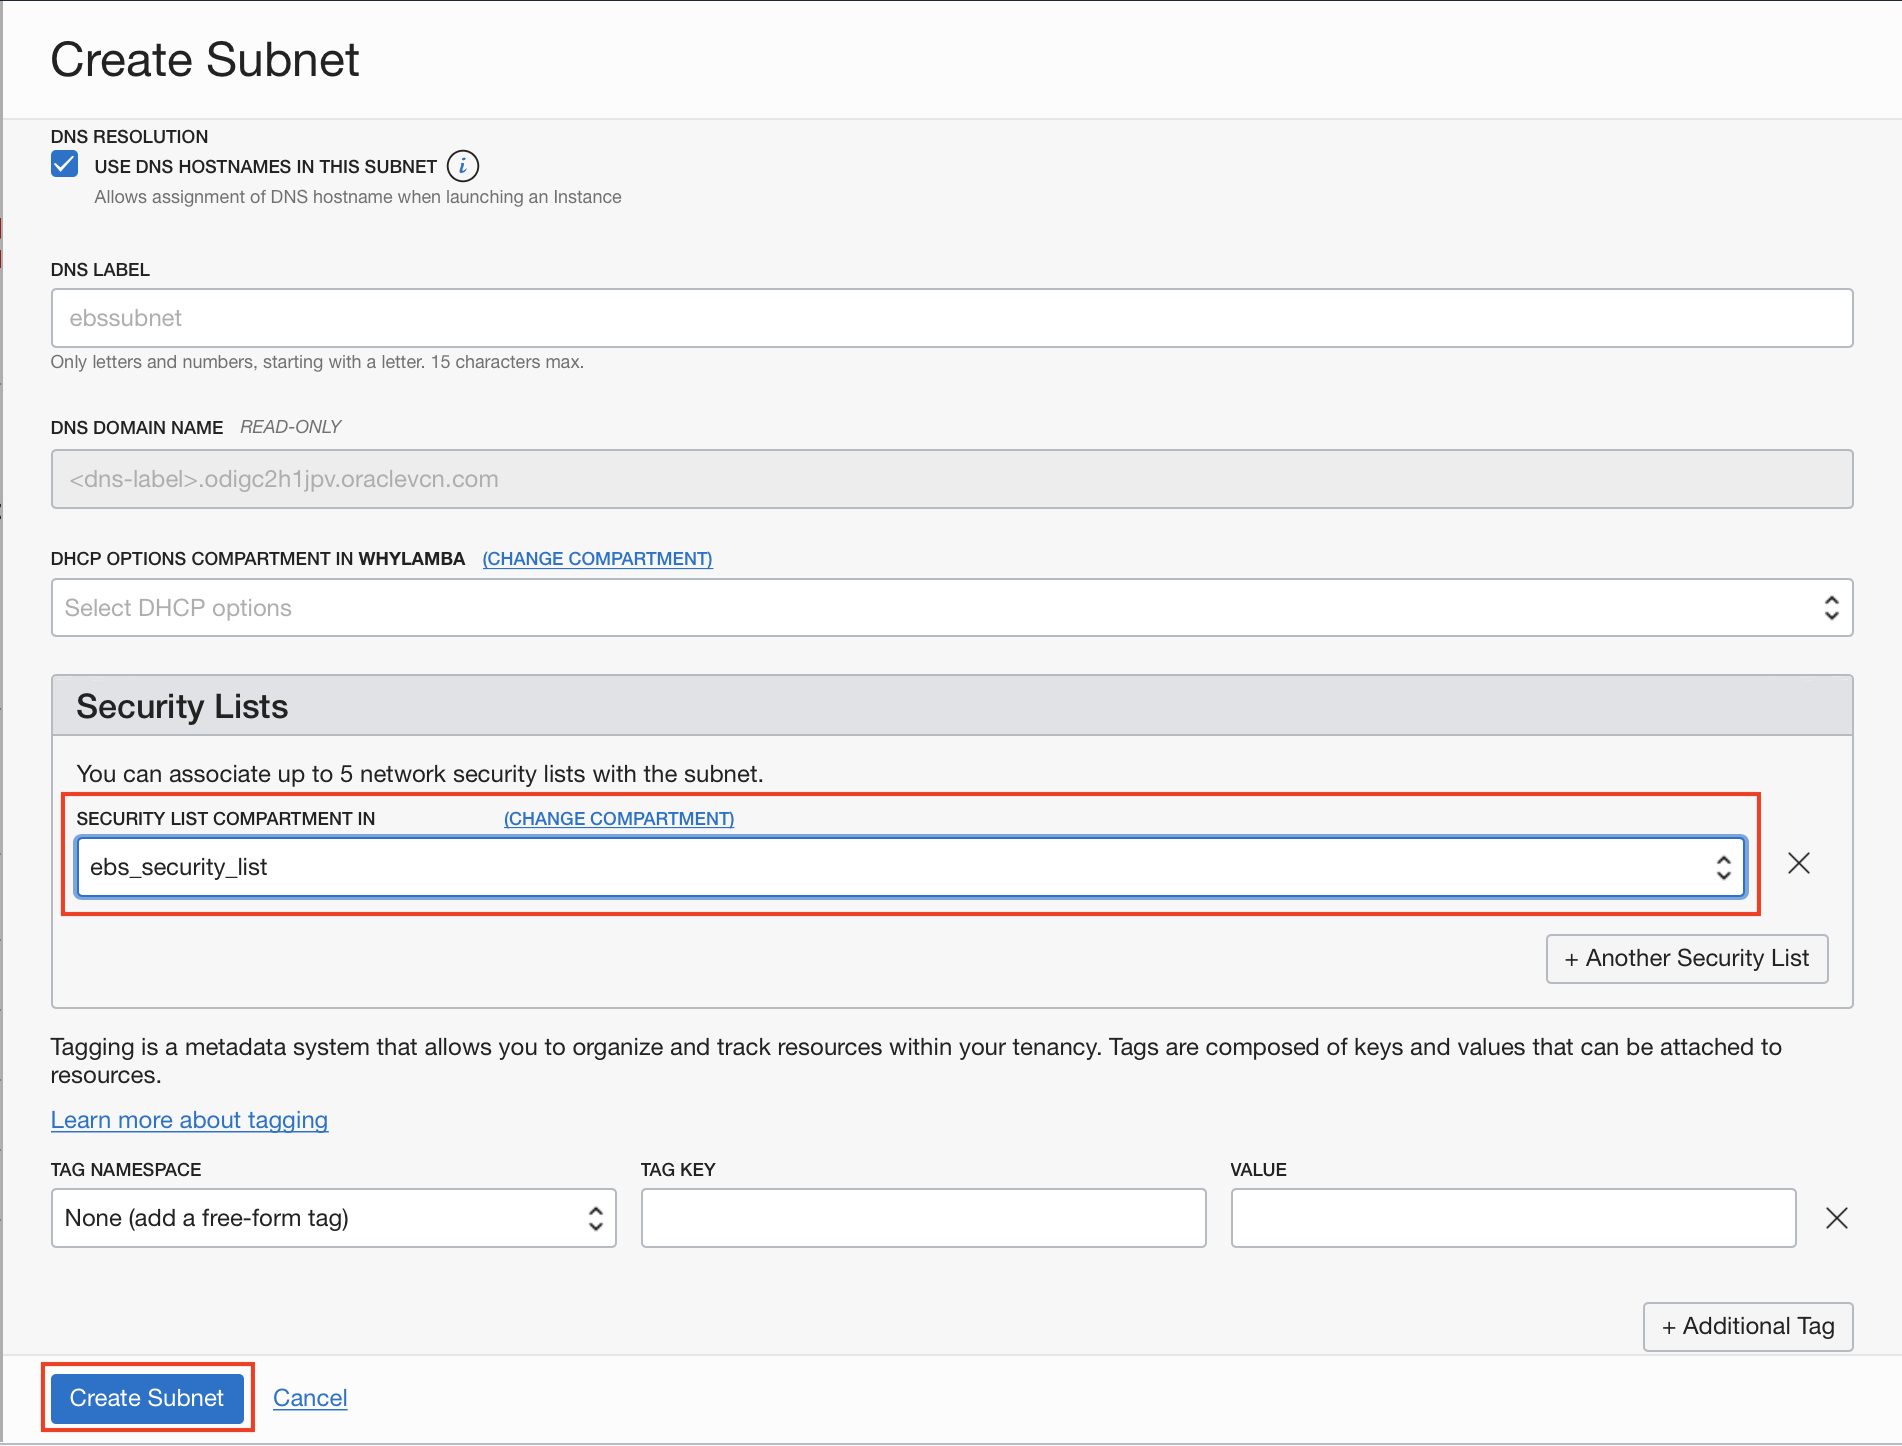 Create Subnet
DNS RESOLUTION
USE DNS HOSTNAMES IN THIS SUBNET i
Allows assignment of DNS hostname when launching an Instance
DNS LABEL
ebssubnet
Only letters and numbers, starting with a letter. 15 characters max.
DNS DOMAIN NAME READ-ONLY
<dns-label>.odigc2h1jpv.oraclevcn.com
DHCP OPTIONS COMPARTMENT IN WHYLAMBA (CHANGE COMPARTMENT)
Select DHCP options
Security Lists
You can associate up to 5 network security lists with the subnet.
SECURITY LIST COMPARTMENT IN (CHANGE COMPARTMENT)
ebs_security_list
+ Another Security List
Tagging is a metadata system that allows you to organize and track resources within your tenancy. Tags are composed of keys and values that can be attached to
resources.
Learn more about tagging
TAG NAMESPACE TAG KEY VALUE
None (add a free-form tag)
+ Additional Tag
Create Subnet Cancel